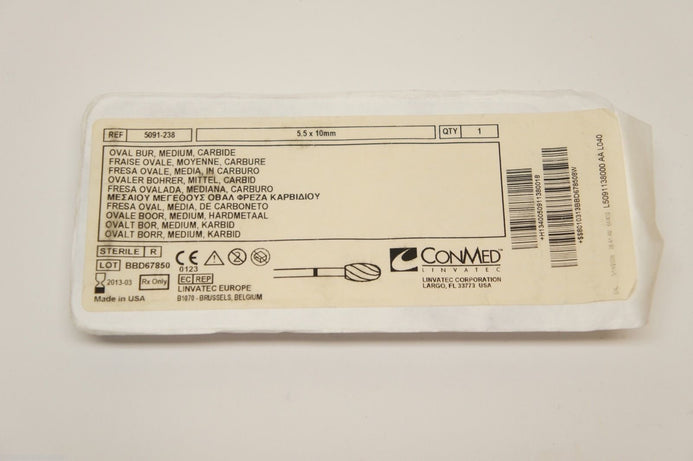 REF 5091-238 5.5 x 10mm QTY 1
OVAL BUR, MEDIUM, CARBIDE
FRAISE OVALE, MOYENNE, CARBURE
FRESA OVALE, MEDIA, IN CARBURO
OVALER BOHRER, MITTEL, CARBID
FRESA OVALADA, MEDIANA, CARBURO
ΜΕΣΑΙΟΥ ΜΕΓΕΘΟΥΣ ΟΒΑΛ ΦΡΕΖΑ ΚΑΡΒΙΔΙΟΥ
FRESA OVAL, MÉDIA, DE CARBONETO
OVALE BOOR, MEDIUM, HARDMETAAL
OVALT BOR, MEDIUM, KARBID
OVALT BORR, MEDIUM, KARBID
STERILE R
LOT BBD67850
2013-03 Rx Only
Made in USA
CE 0123
EC REP
LINVATEC EUROPE
B1070 - BRUSSELS, BELGIUM
CONMED
LINVATEC
LINVATEC CORPORATION
LARGO, FL 33773 USA
L5091138000 AA L040